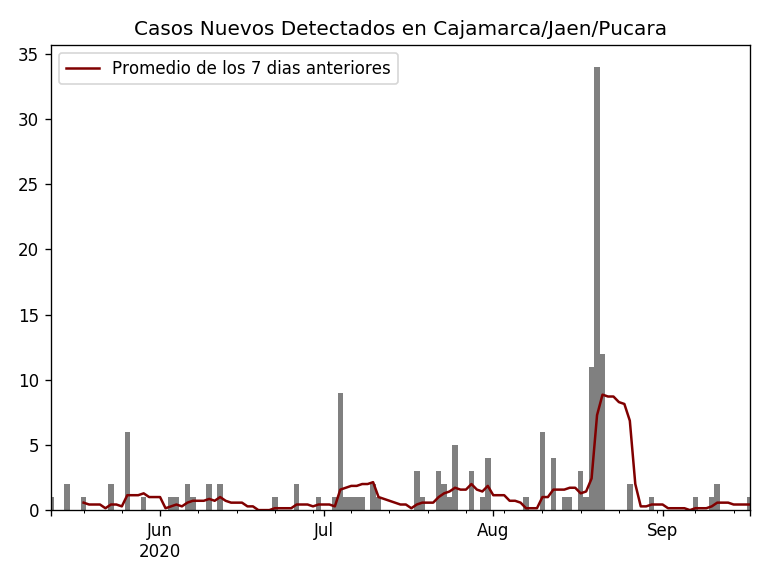 Casos Nuevos Detectados en Cajamarca/Jaen/Pucara
Promedio de los 7 dias anteriores
35
30
25
20
15
10
5
0
Jun
2020
Jul
Aug
Sep